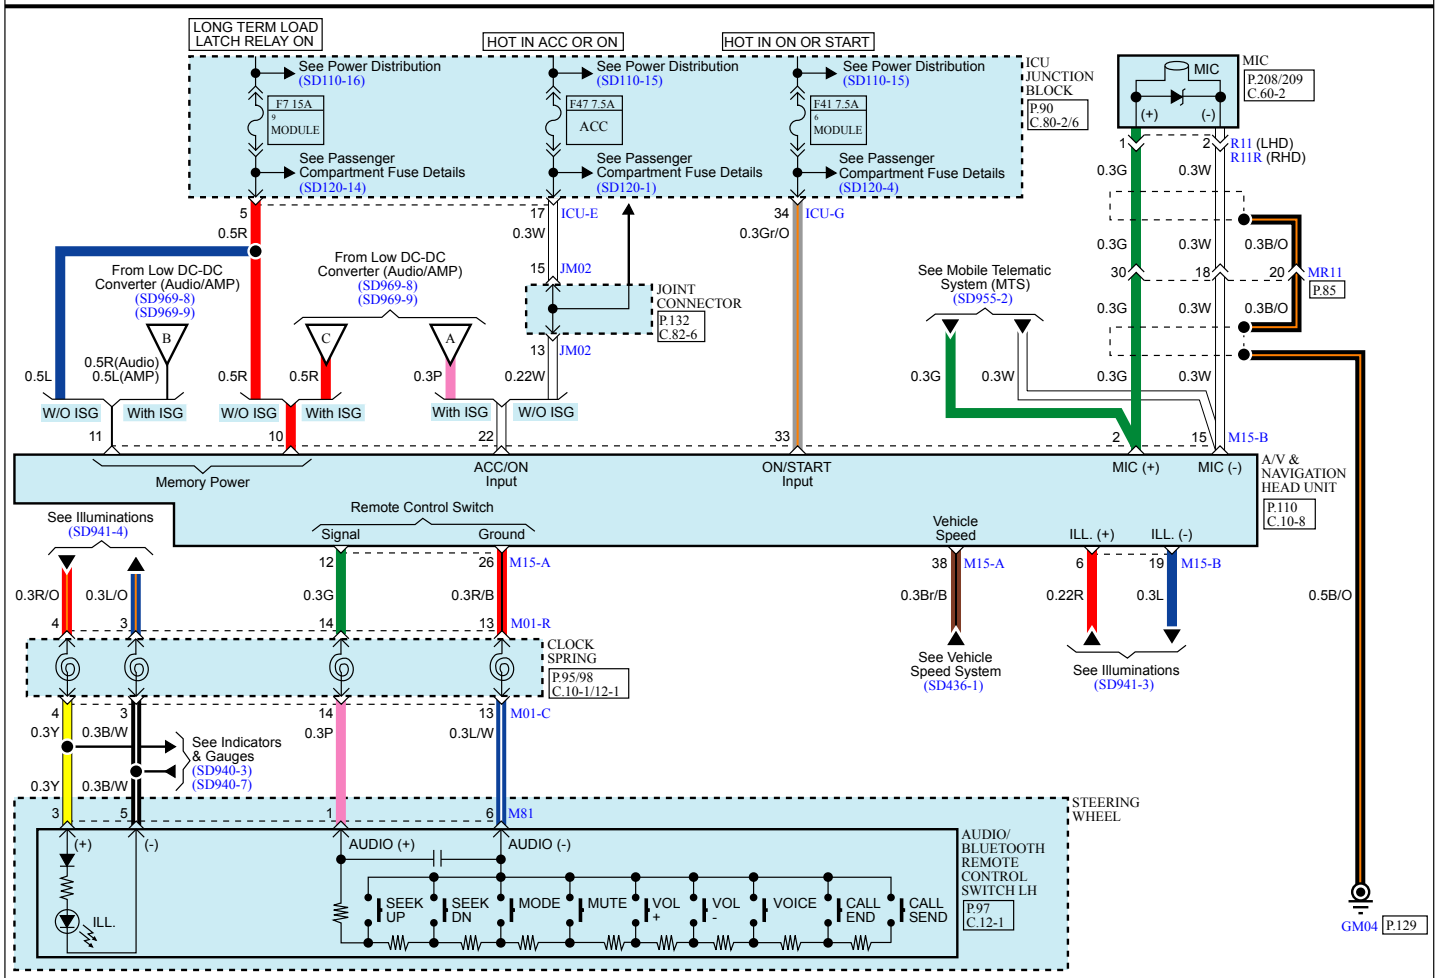 LONG TERM LOAD
LATCH RELAY ON
HOT IN ACC OR ON
HOT IN ON OR START
See Power Distribution
(SD110-16)
See Power Distribution
(SD110-15)
See Power Distribution
(SD110-15)
ICU
JUNCTION
BLOCK
P.90
C.80-2/6
F7 15A
9
MODULE
F47 7.5A
ACC
F41 7.5A
6
MODULE
See Passenger
Compartment Fuse Details
(SD120-14)
See Passenger
Compartment Fuse Details
(SD120-1)
See Passenger
Compartment Fuse Details
(SD120-4)
MIC
MIC
P.208/209
C.60-2
(+)
(-)
1
2
R11 (LHD)
R11R (RHD)
0.3G
0.3W
5
17
ICU-E
34
ICU-G
0.5R
0.3W
0.3Gr/O
0.3G
0.3W
0.3B/O
From Low DC-DC
Converter (Audio/AMP)
(SD969-8)
(SD969-9)
From Low DC-DC
Converter (Audio/AMP)
(SD969-8)
(SD969-9)
15
JM02
JOINT
CONNECTOR
P.132
C.82-6
13
JM02
See Mobile Telematic
System (MTS)
(SD955-2)
30
18
20
MR11
P.85
0.3G
0.3W
0.3B/O
B
C
A
0.5R(Audio)
0.5L(AMP)
0.5L
0.5R
0.5R
0.3P
0.22W
0.3G
0.3W
0.3G
0.3W
W/O ISG
With ISG
W/O ISG
With ISG
With ISG
W/O ISG
11
10
22
33
2
15
M15-B
Memory Power
ACC/ON
Input
ON/START
Input
MIC (+)
MIC (-)
A/V &
NAVIGATION
HEAD UNIT
P.110
C.10-8
See Illuminations
(SD941-4)
Remote Control Switch
Signal
Ground
Vehicle
Speed
ILL. (+)
ILL. (-)
12
26
M15-A
38
M15-A
6
19
M15-B
0.3R/O
0.3L/O
0.3G
0.3R/B
0.3Br/B
0.22R
0.3L
0.5B/O
4
3
14
13
M01-R
CLOCK
SPRING
P.95/98
C.10-1/12-1
See Vehicle
Speed System
(SD436-1)
See Illuminations
(SD941-3)
4
3
14
13
M01-C
0.3Y
0.3B/W
0.3P
0.3L/W
See Indicators
& Gauges
(SD940-3)
(SD940-7)
0.3Y
0.3B/W
3
5
1
6
M81
STEERING
WHEEL
(+)
(-)
AUDIO (+)
AUDIO (-)
AUDIO/
BLUETOOTH
REMOTE
CONTROL
SWITCH LH
P.97
C.12-1
ILL.
SEEK
UP
SEEK
DN
MODE
MUTE
VOL
+
VOL
-
VOICE
CALL
END
CALL
SEND
GM04
P.129